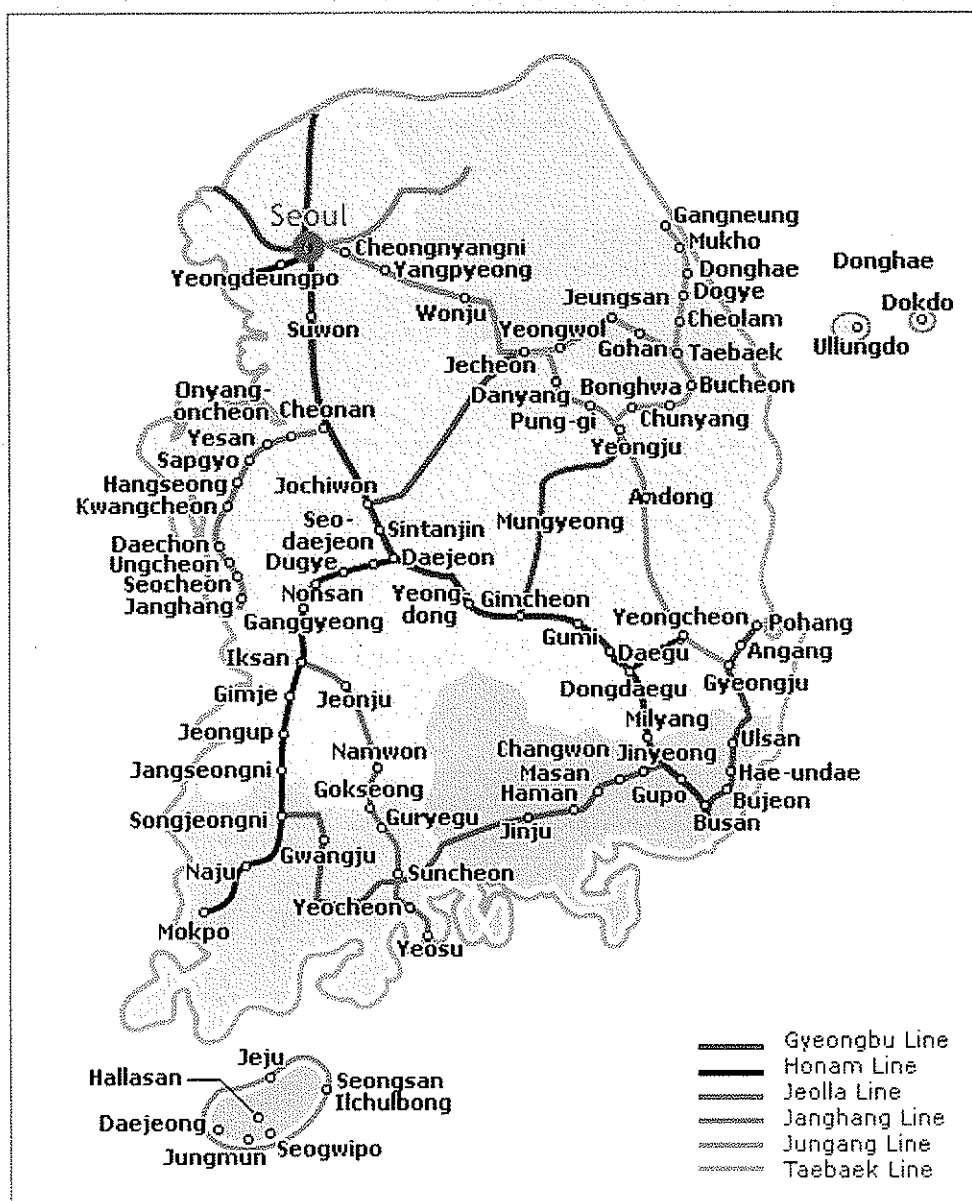 Seoul
Gangneung
Mukho
Cheongnyangni
Yangpyeong
Yeongdeungpo
Donghae
Donghae
Dogye
Dokdo
Jeungsan
Wonju
Suwon
Yeongwol
Cheolam
Ullungdo
Gohan
Taebaek
Jecheon
Onyang-
oncheon
Cheonan
Danyang
Bonghwa
Bucheon
Pung-gi
Chunyang
Yesan
Yeongju
Sapgyo
Hangseong
Jochiwon
Kwangcheon
Andong
Mungyeong
Seo-
daejeon
Sintanjin
Daechon
Ungcheon
Dugye
Daejeon
Seocheon
Nonsan
Janghang
Yeong-
dong
Gimcheon
Ganggyeong
Yeongcheon
Pohang
Gumi
Angang
Iksan
Daegu
Gyeongju
Dongdaegu
Gimje
Jeonju
Milyang
Jeongup
Namwon
Changwon
Jinyeong
Ulsan
Jangseongni
Masan
Hae-undae
Gokseong
Haman
Gupo
Bujeon
Songjeongni
Guryegu
Jinju
Busan
Gwangju
Naju
Suncheon
Yeocheon
Mokpo
Yeosu
Jeju
Hallasan
Seongsan
Ilchulbong
Daejeong
Jungmun
Seogwipo
Gyeongbu Line
Honam Line
Jeolla Line
Janghang Line
Jungang Line
Taebaek Line